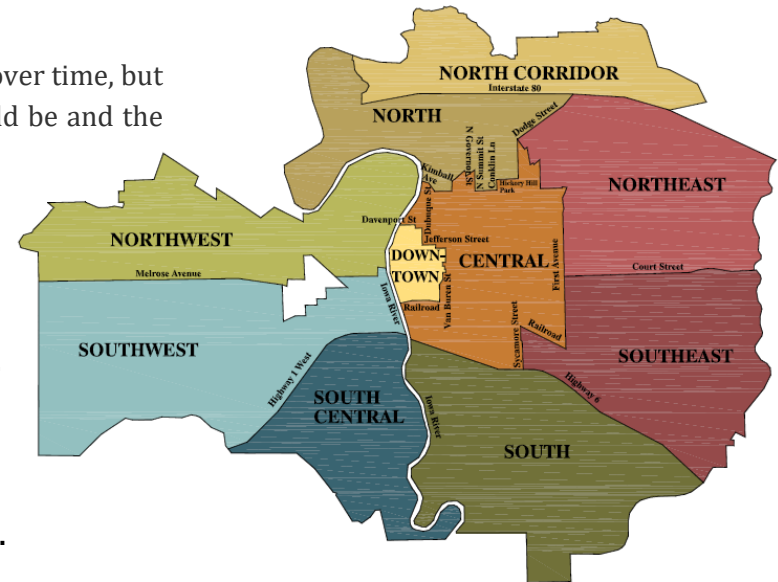 over time, but
ld be and the
NORTH CORRIDOR
Interstate 80
NORTH
Dodge Street
N Governor St
N Summit St
Conklin Ln
Kimball
Ave
Hickory Hill
Park
NORTHEAST
Dubuque St
Davenport St
Jefferson Street
NORTHWEST
DOWN-
TOWN
CENTRAL
First Avenue
Court Street
Melrose Avenue
Iowa River
Van Buren St
Railroad
Sycamore Street
Railroad
SOUTHWEST
SOUTHEAST
Highway 1 West
Highway 6
SOUTH
CENTRAL
Iowa River
SOUTH
.